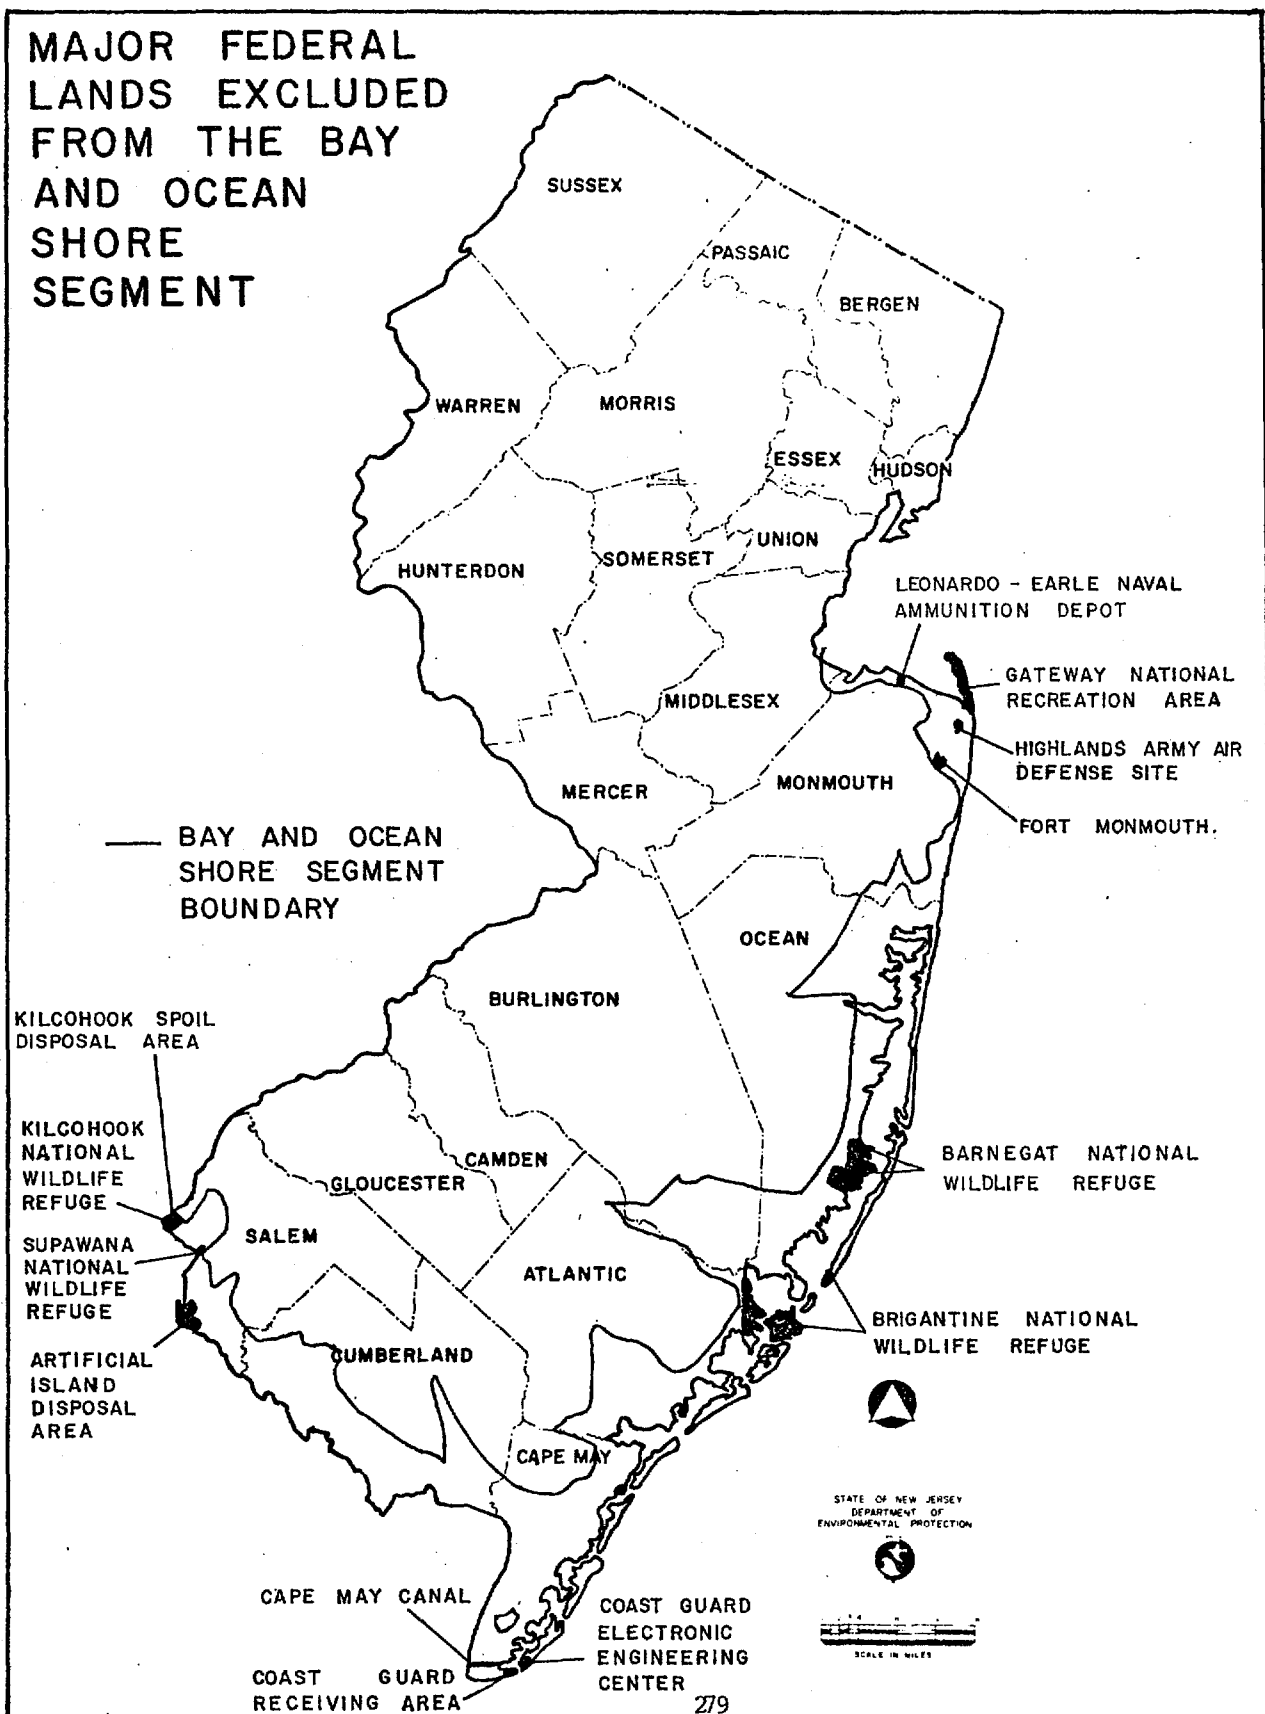 MAJOR FEDERAL
LANDS EXCLUDED
FROM THE BAY
AND OCEAN
SHORE
SEGMENT
SUSSEX
PASSAIC
BERGEN
WARREN
MORRIS
ESSEX
HUDSON
UNION
SOMERSET
HUNTERDON
LEONARDO - EARLE NAVAL
AMMUNITION DEPOT
GATEWAY NATIONAL
RECREATION AREA
MIDDLESEX
HIGHLANDS ARMY AIR
DEFENSE SITE
MONMOUTH
MERCER
FORT MONMOUTH.
BAY AND OCEAN
SHORE SEGMENT
BOUNDARY
OCEAN
BURLINGTON
KILCOHOOK SPOIL
DISPOSAL AREA
KILCOHOOK
NATIONAL
WILDLIFE
REFUGE
CAMDEN
GLOUCESTER
BARNEGAT NATIONAL
WILDLIFE REFUGE
SALEM
SUPAWANA
NATIONAL
WILDLIFE
REFUGE
ATLANTIC
BRIGANTINE NATIONAL
WILDLIFE REFUGE
ARTIFICIAL
ISLAND
DISPOSAL
AREA
CUMBERLAND
CAPE MAY
STATE OF NEW JERSEY
DEPARTMENT OF
ENVIRONMENTAL PROTECTION
CAPE MAY CANAL
COAST GUARD
ELECTRONIC
ENGINEERING
CENTER
SCALE IN MILES
COAST GUARD
RECEIVING AREA
279